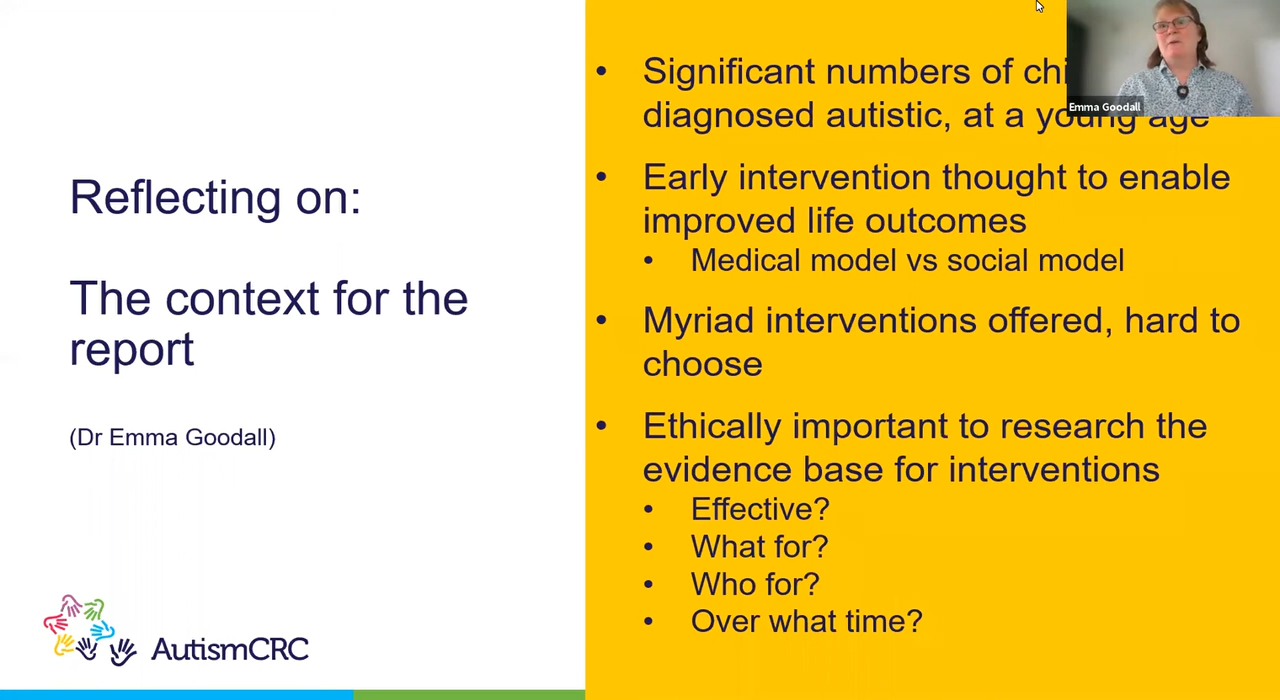 Reflecting on:
The context for the
report
(Dr Emma Goodall)
AutismCRC
• Significant numbers of
diagnosed autistic, at a young age
• Early intervention thought to enable
improved life outcomes
• Medical model vs social model
• Myriad interventions offered, hard to
choose
• Ethically important to research the
evidence base for interventions
• Effective?
• What for?
• Who for?
• Over what time?
Emma Goodall